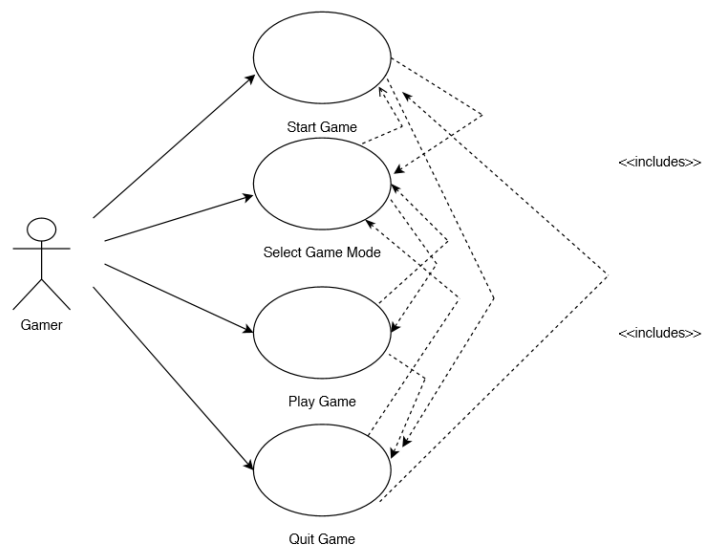 Start Game
<<includes>>
Select Game Mode
Gamer
<<includes>>
Play Game
Quit Game